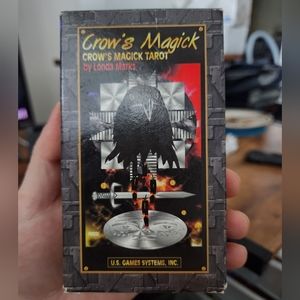 Crow's Magick
CROW'S MAGICK TAROT
by Londa Marks
U.S. GAMES SYSTEMS, INC.